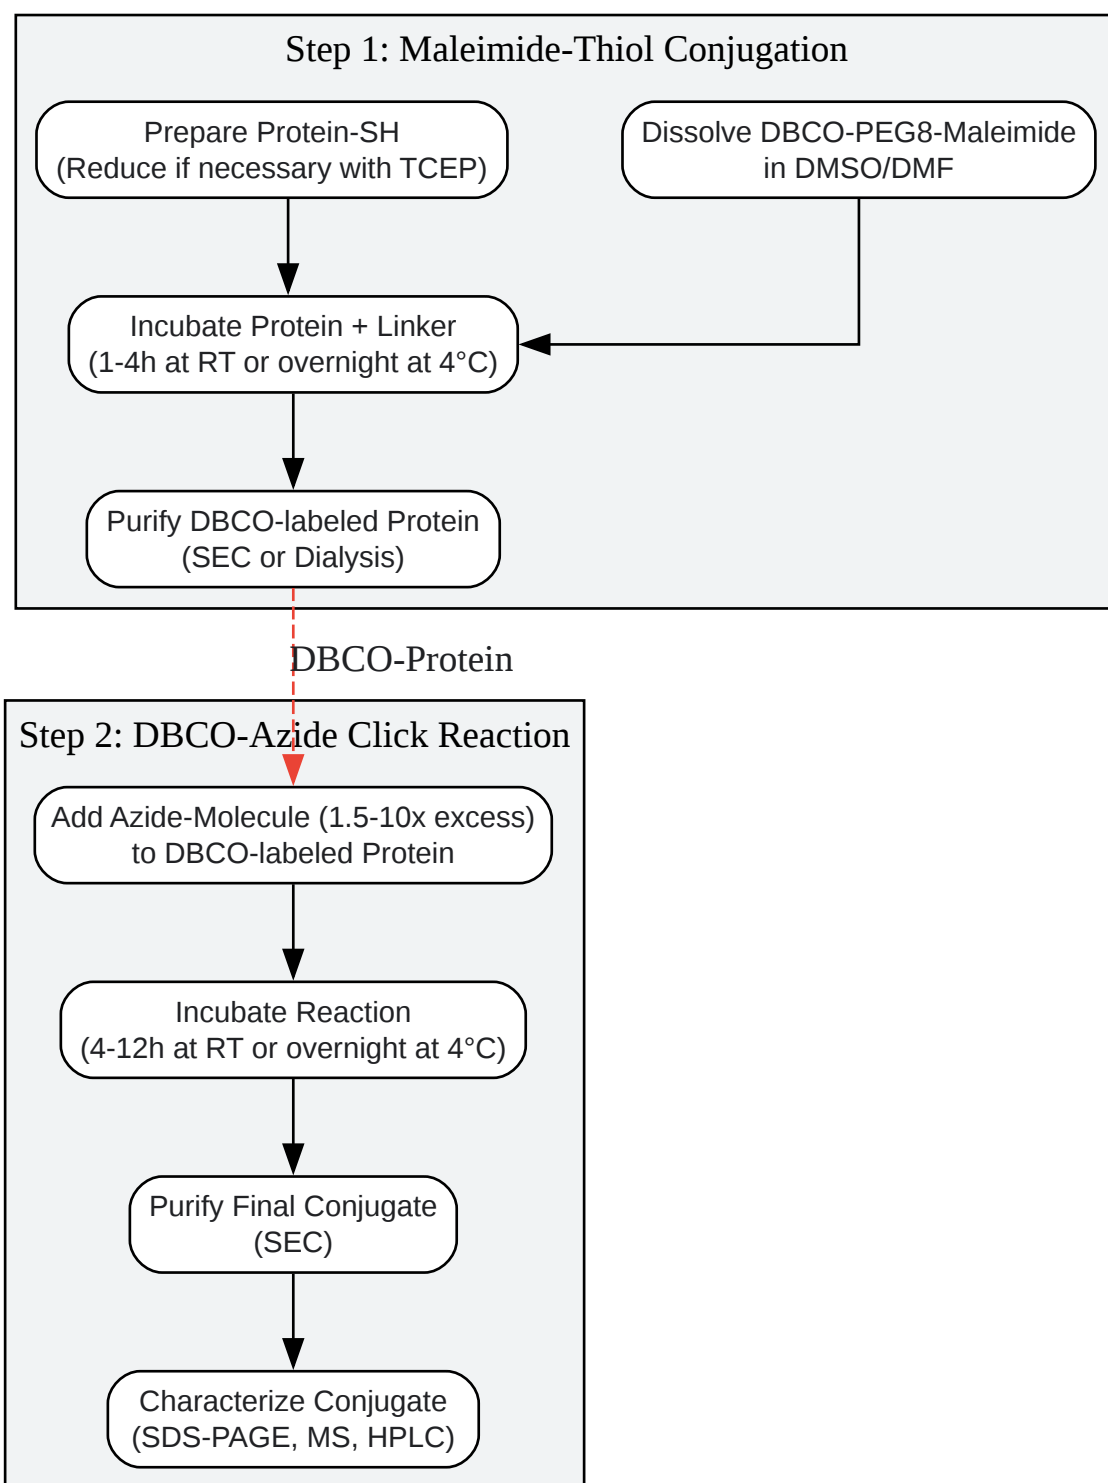 Step 1: Maleimide-Thiol Conjugation
Prepare Protein-SH
(Reduce if necessary with TCEP)
Dissolve DBCO-PEG8-Maleimide
in DMSO/DMF
Incubate Protein + Linker
(1-4h at RT or overnight at 4°C)
Purify DBCO-labeled Protein
(SEC or Dialysis)
DBCO-Protein
Step 2: DBCO-Azide Click Reaction
Add Azide-Molecule (1.5-10x excess)
to DBCO-labeled Protein
Incubate Reaction
(4-12h at RT or overnight at 4°C)
Purify Final Conjugate
(SEC)
Characterize Conjugate
(SDS-PAGE, MS, HPLC)